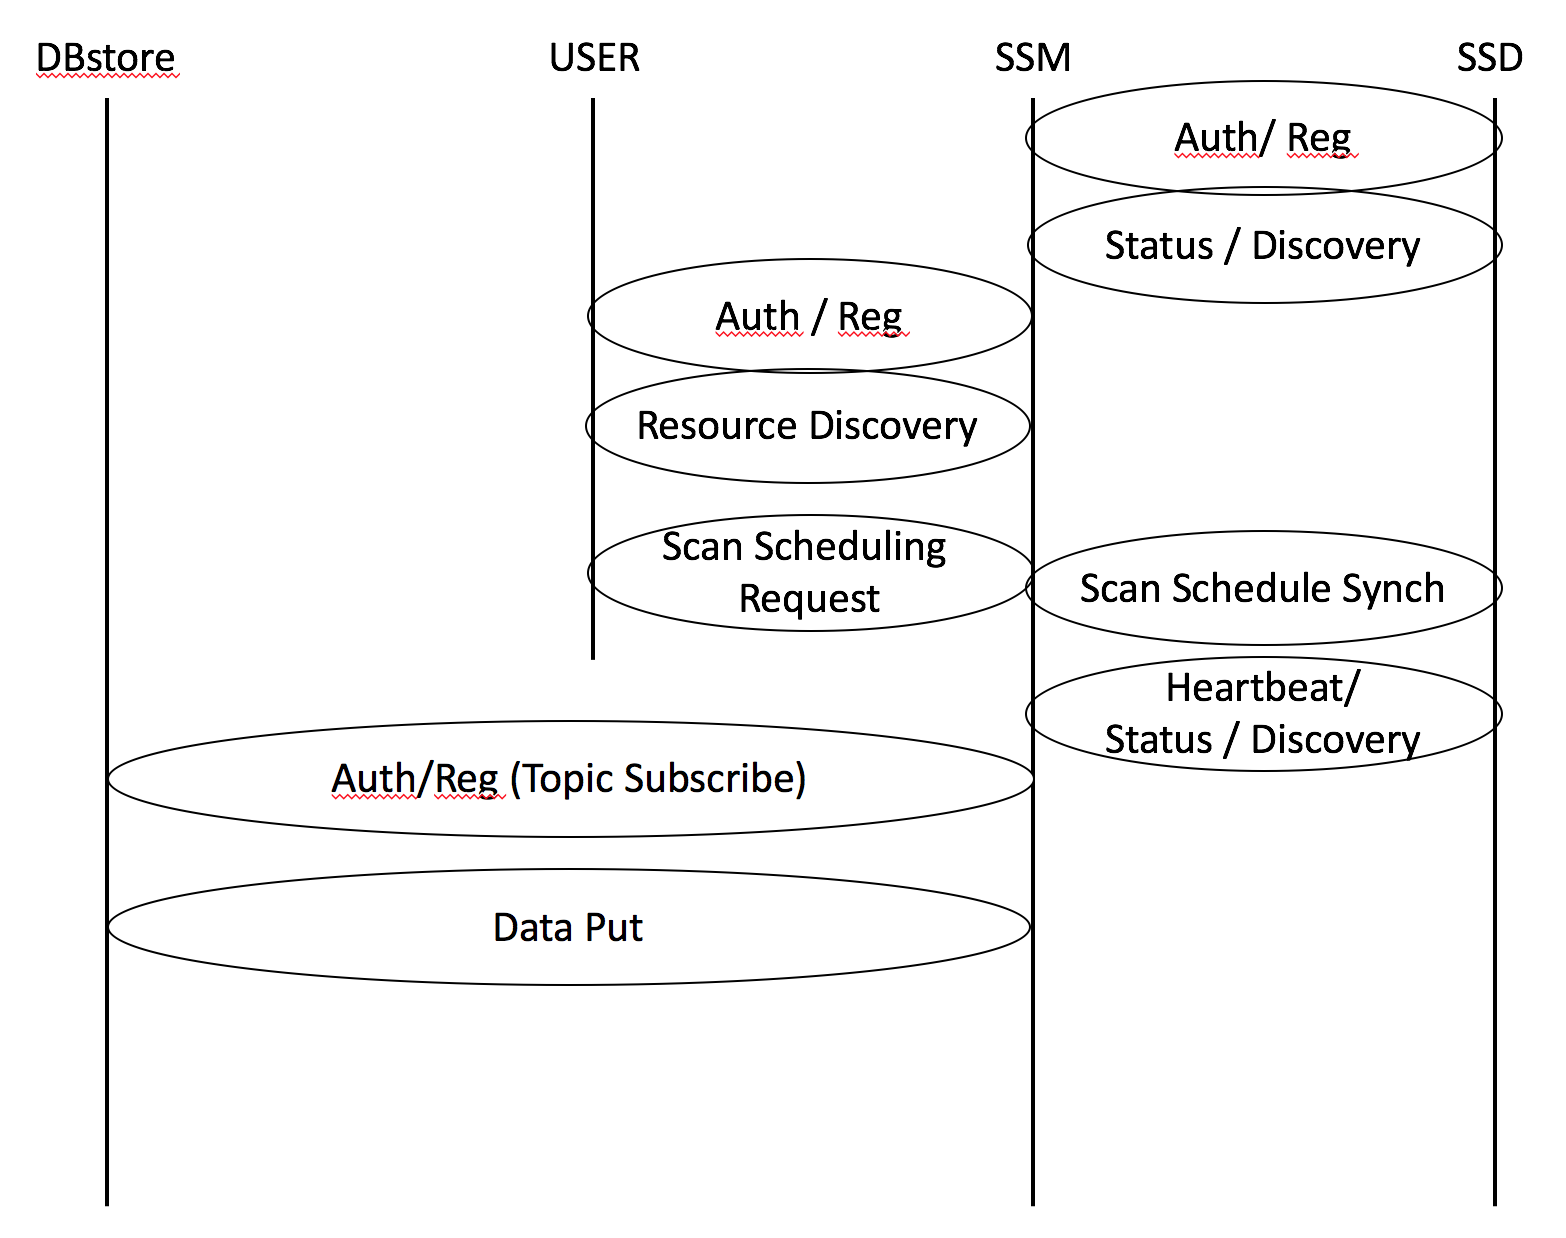 DBstore
USER
SSM
SSD
Auth/ Reg
Status / Discovery
Auth / Reg
Resource Discovery
Scan Scheduling
Request
Scan Schedule Synch
Heartbeat/
Status / Discovery
Auth/Reg (Topic Subscribe)
Data Put